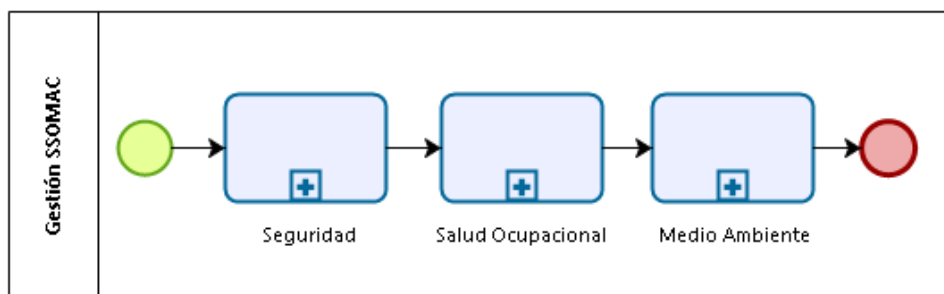 Gestión SSOMAC
Seguridad
Salud Ocupacional
Medio Ambiente